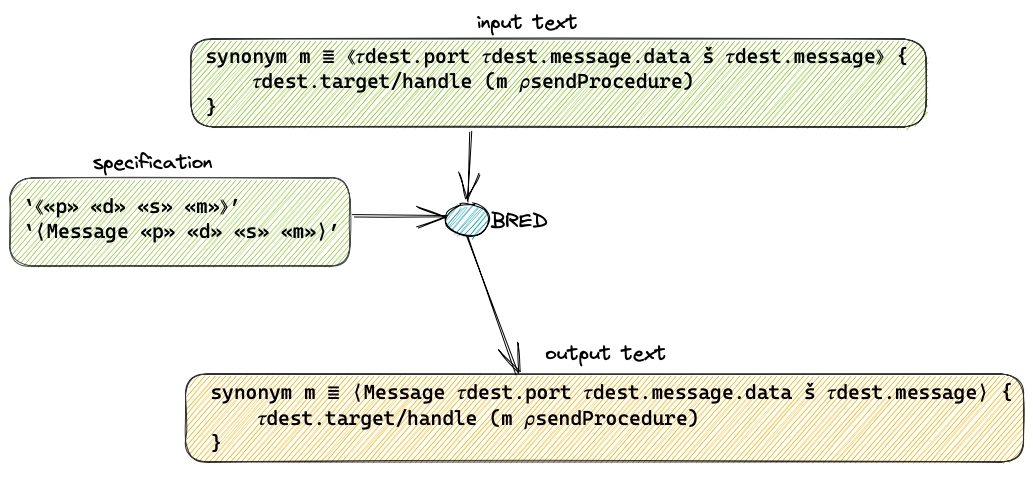 input text
synonym m ≣ 《τdest.port τdest.message.data š τdest.message》 {
    τdest.target/handle (m ρsendProcedure)
}
specification
‛《«p» «d» «s» «m»》’
‛⟨Message «p» «d» «s» «m»⟩’
BRED
output text
synonym m ≣ ⟨Message τdest.port τdest.message.data š τdest.message⟩ {
    τdest.target/handle (m ρsendProcedure)
}